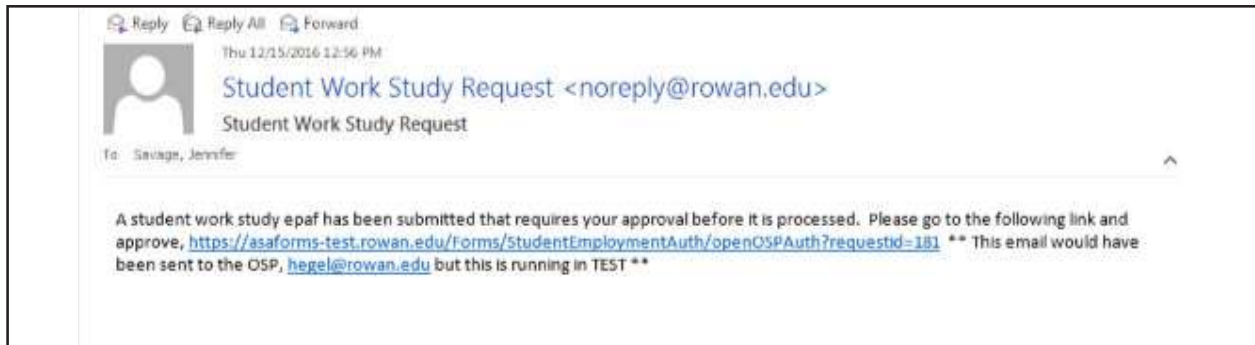 Reply Reply All Forward
Thu 12/15/2016 12:56 PM
Student Work Study Request <noreply@rowan.edu>
Student Work Study Request
To Savage, Jennifer
A student work study epaf has been submitted that requires your approval before it is processed. Please go to the following link and
approve, https://asaforms-test.rowan.edu/Forms/StudentEmploymentAuth/openOSPAuth?requestid=181 ** This email would have
been sent to the OSP, hegel@rowan.edu but this is running in TEST **